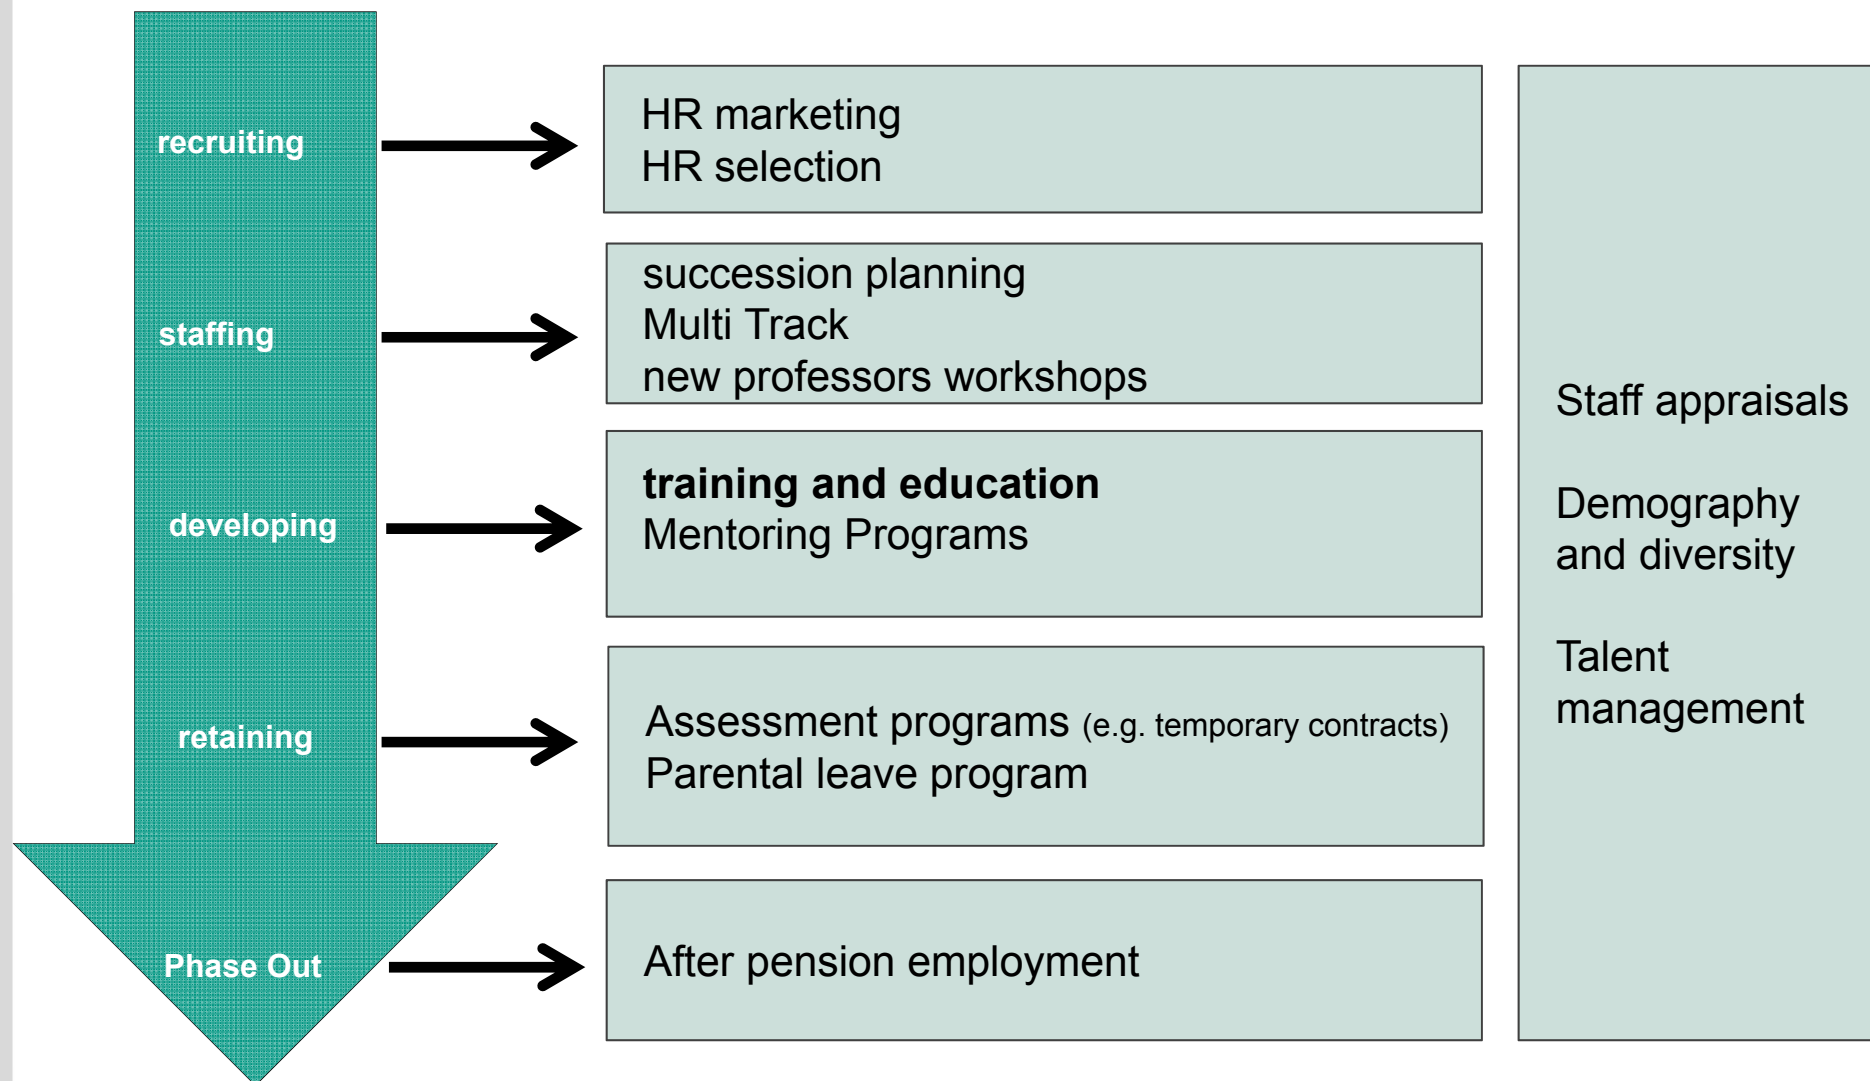 recruiting
HR marketing
HR selection
staffing
succession planning
Multi Track
new professors workshops
developing
training and education
Mentoring Programs
retaining
Assessment programs (e.g. temporary contracts)
Parental leave program
Phase Out
After pension employment
Staff appraisals
Demography
and diversity
Talent
management